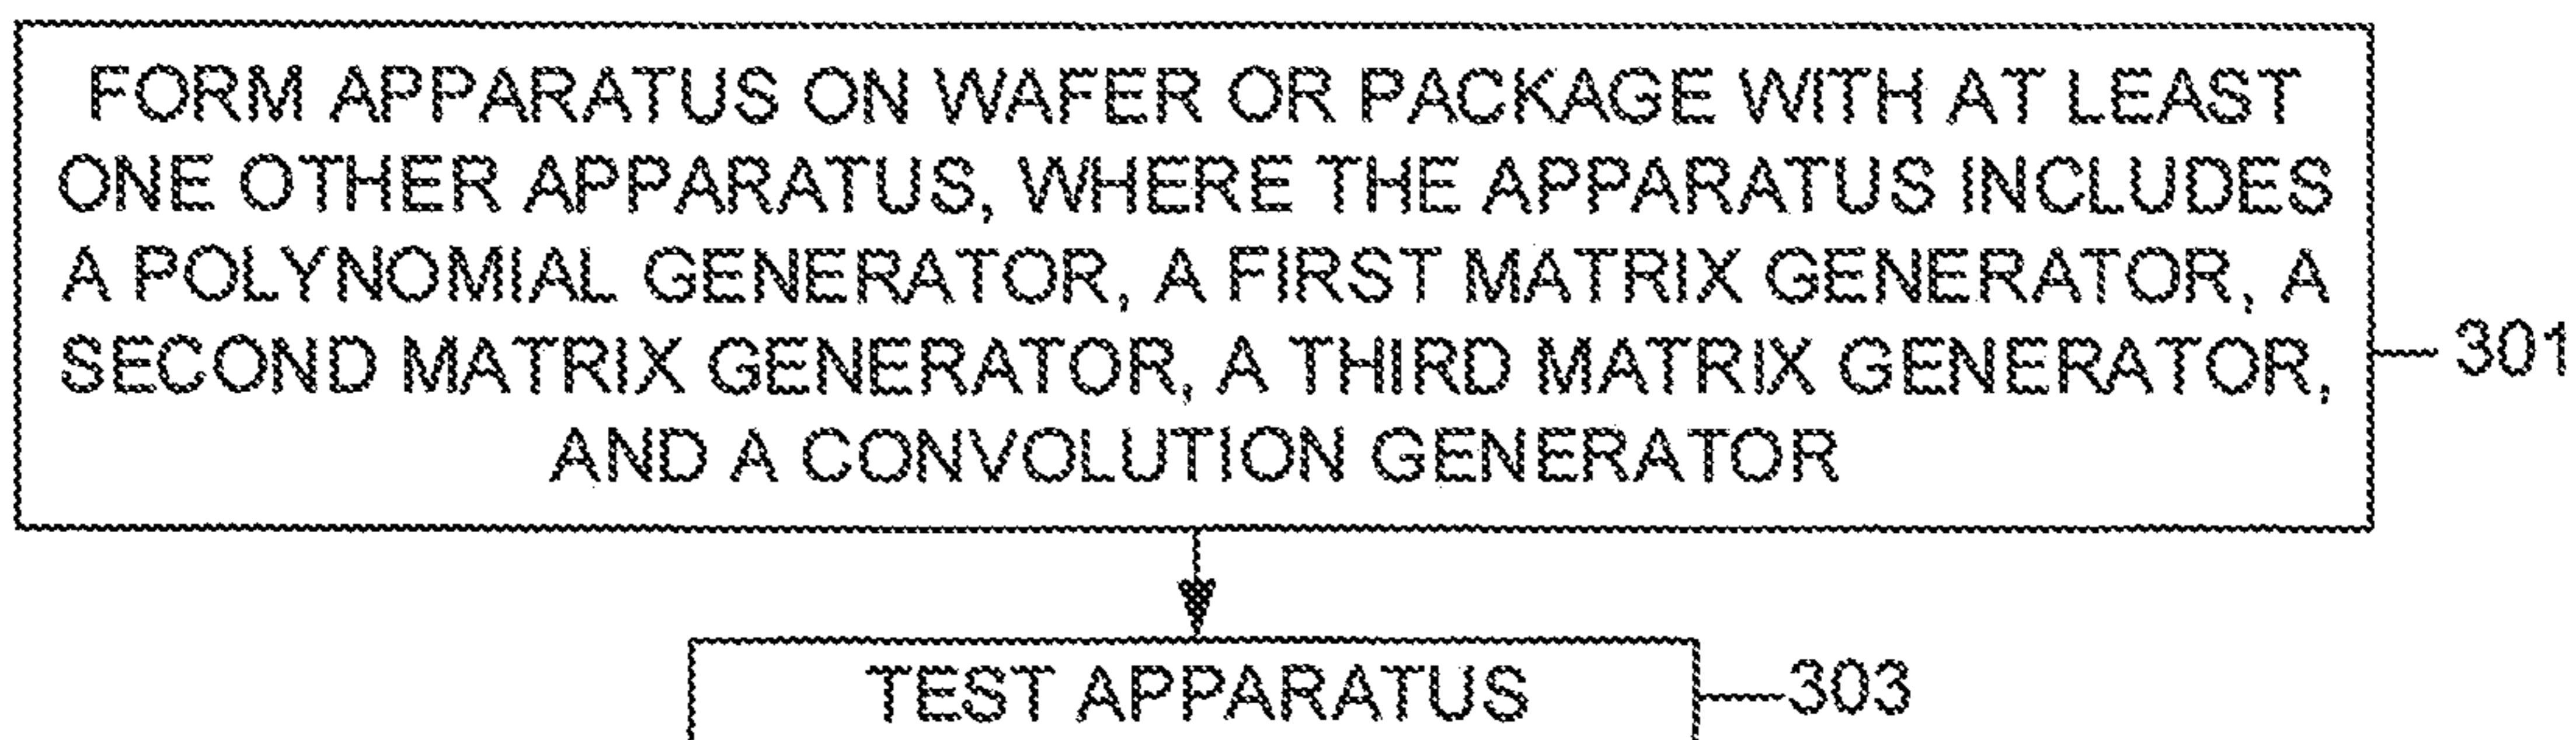 FORM APPARATUS ON WAFER OR PACKAGE WITH AT LEAST
ONE OTHER APPARATUS, WHERE THE APPARATUS INCLUDES
A POLYNOMIAL GENERATOR, A FIRST MATRIX GENERATOR, A
SECOND MATRIX GENERATOR, A THIRD MATRIX GENERATOR,
AND A CONVOLUTION GENERATOR
301
TEST APPARATUS
303